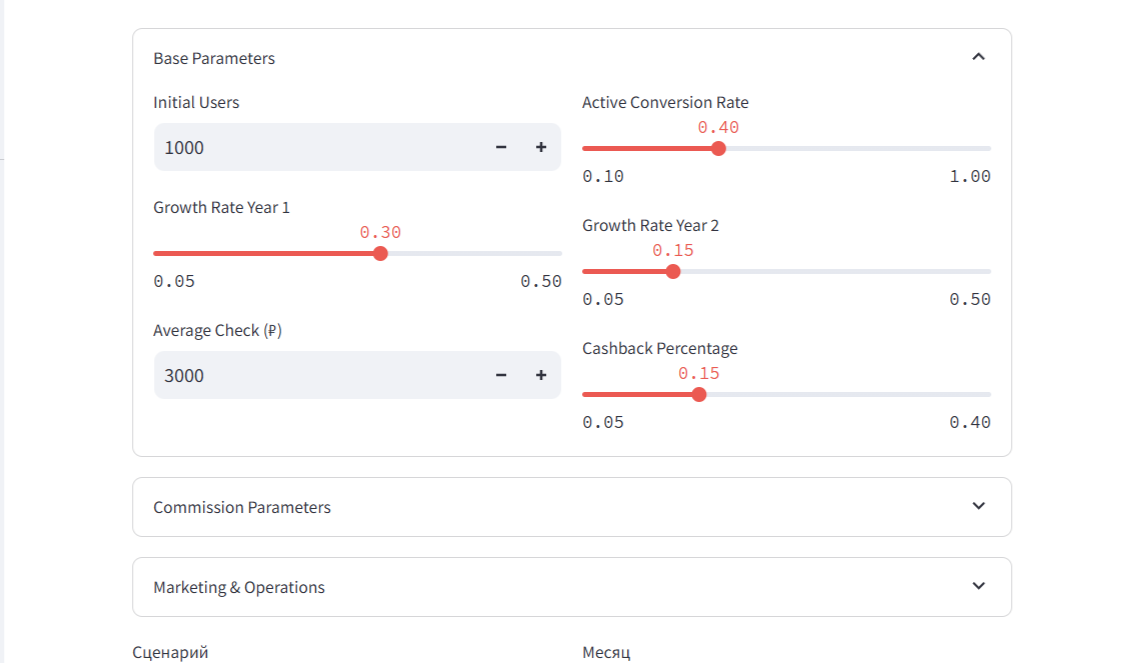 Base Parameters
Initial Users
1000
Growth Rate Year 1
0.30
0.05 0.50
Average Check (₽)
3000
Active Conversion Rate
0.40
0.10 1.00
Growth Rate Year 2
0.15
0.05 0.50
Cashback Percentage
0.15
0.05 0.40
Commission Parameters
Marketing & Operations
Сценарий
Месяц